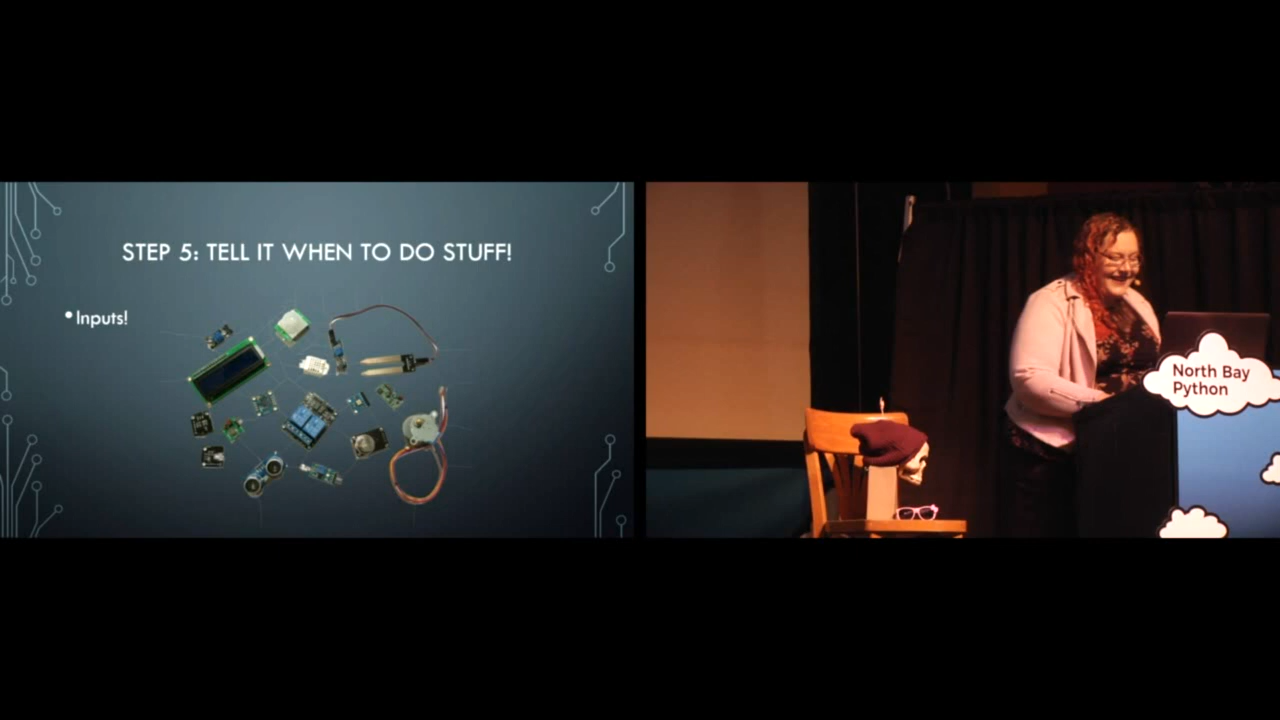 STEP 5: TELL IT WHEN TO DO STUFF!
• Inputs!
North Bay
Python